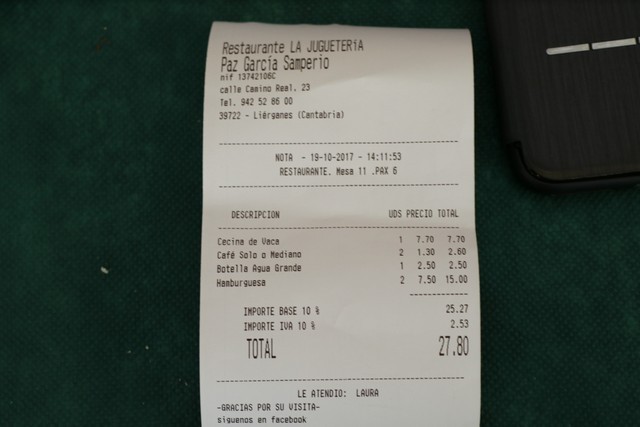 Restaurante LA JUGUETERiA
Paz García Samperio
nif 13742106C
calle Camino Real, 23
Tel. 942 52 86 00
39722 - Liérganes (Cantabria)
NOTA - 19-10-2017 - 14:11:53
RESTAURANTE. Mesa 11 .PAX 6
DESCRIPCION UDS PRECIO TOTAL
Cecina de Vaca 1 7.70 7.70
Café Solo o Mediano 2 1.30 2.60
Botella Agua Grande 1 2.50 2.50
Hamburguesa 2 7.50 15.00
IMPORTE BASE 10 % 25.27
IMPORTE IVA 10 % 2.53
TOTAL 27.80
LE ATENDIO: LAURA
-GRACIAS POR SU VISITA-
siguenos en facebook